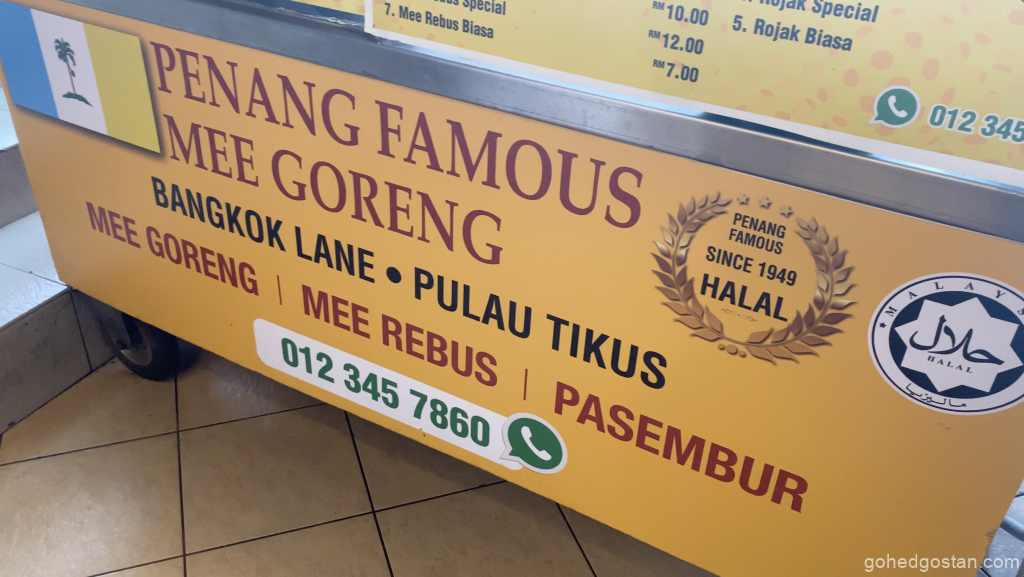 7. Mee Rebus Biasa
RM 10.00
RM 12.00
RM 7.00
Rojak Special
5. Rojak Biasa
012 345
PENANG FAMOUS
MEE GORENG
BANGKOK LANE • PULAU TIKUS
MEE GORENG | MEE REBUS | PASEMBUR
012 345 7860
PENANG
FAMOUS
SINCE 1949
HALAL
MALAYS
حلال
HALAL
ماليزيا
gohedgostan.com